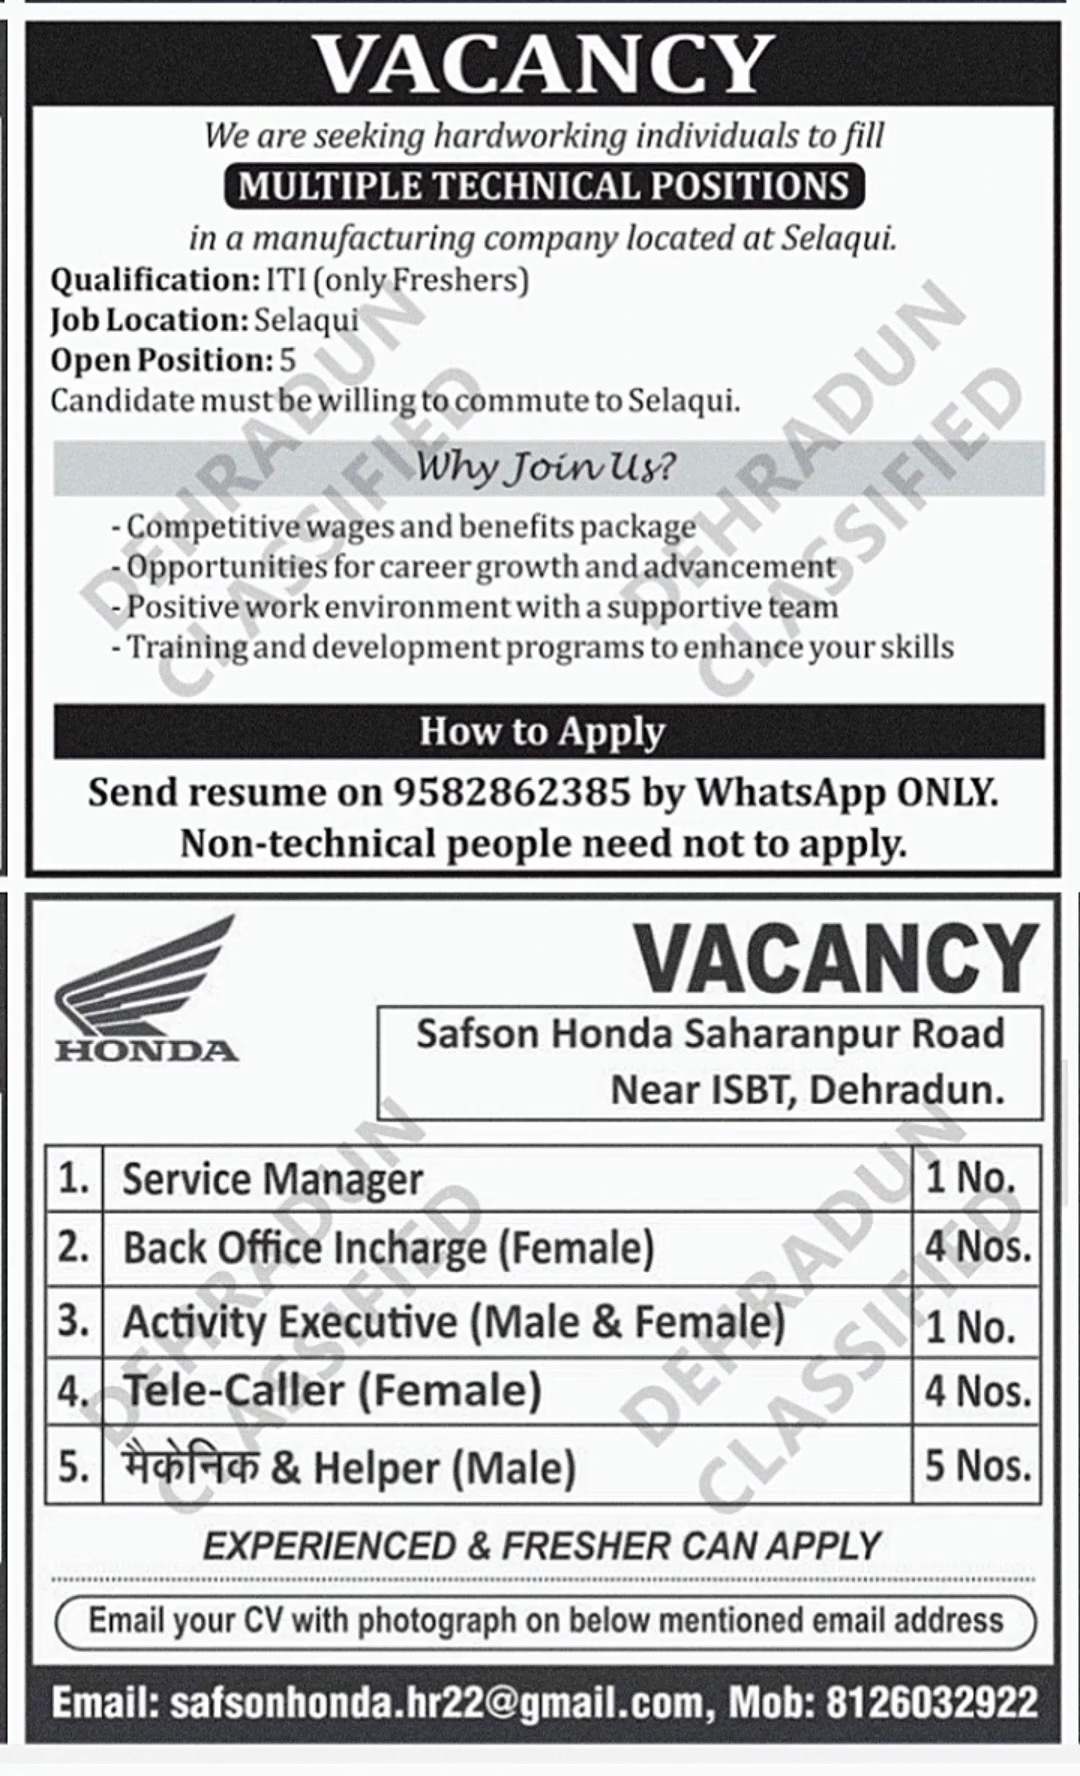 VACANCY
We are seeking hardworking individuals to fill
MULTIPLE TECHNICAL POSITIONS
in a manufacturing company located at Selaqui.
Qualification: ITI (only Freshers)
Job Location: Selaqui
Open Position: 5
Candidate must be willing to commute to Selaqui.
Why Join Us?
- Competitive wages and benefits package
- Opportunities for career growth and advancement
- Positive work environment with a supportive team
- Training and development programs to enhance your skills
DEHRADUN CLASSIFIED
DEHRADUN CLASSIFIED
How to Apply
Send resume on 9582862385 by WhatsApp ONLY.
Non-technical people need not to apply.
HONDA
VACANCY
Safson Honda Saharanpur Road
Near ISBT, Dehradun.
1. Service Manager 1 No.
2. Back Office Incharge (Female) 4 Nos.
3. Activity Executive (Male & Female) 1 No.
4. Tele-Caller (Female) 4 Nos.
5. मैकेनिक & Helper (Male) 5 Nos.
DEHRADUN CLASSIFIED
DEHRADUN CLASSIFIED
EXPERIENCED & FRESHER CAN APPLY
Email your CV with photograph on below mentioned email address
Email: safsonhonda.hr22@gmail.com, Mob: 8126032922